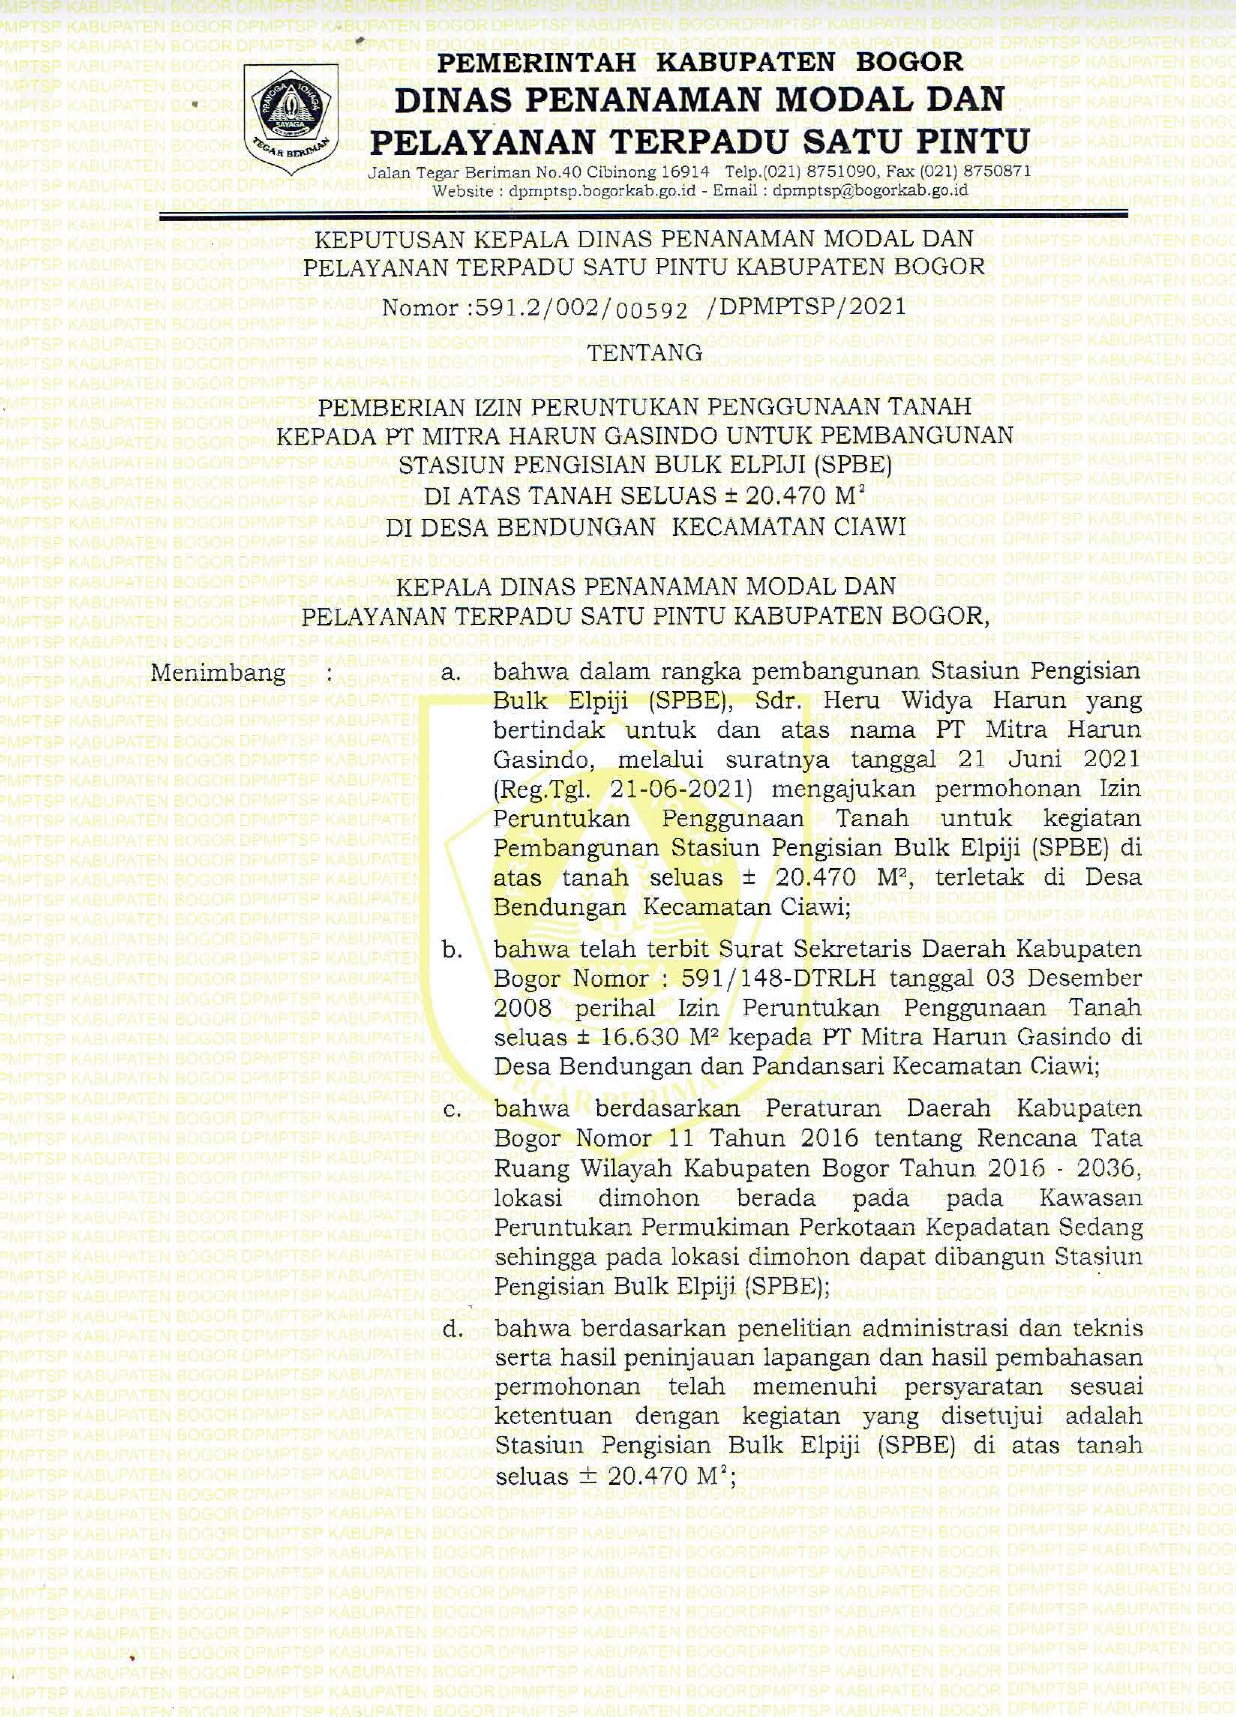 PEMERINTAH KABUPATEN BOGOR
DINAS PENANAMAN MODAL DAN
PELAYANAN TERPADU SATU PINTU
Jalan Tegar Beriman No.40 Cibinong 16914 Telp.(021) 8751090, Fax (021) 8750871
Website : dpmptsp.bogorkab.go.id - Email : dpmptsp@bogorkab.go.id
PRAYOGA TOHAGA
SAYAGA
TEGAR BERIMAN
KEPUTUSAN KEPALA DINAS PENANAMAN MODAL DAN
PELAYANAN TERPADU SATU PINTU KABUPATEN BOGOR
Nomor :591.2/002/00592 /DPMPTSP/2021
TENTANG
PEMBERIAN IZIN PERUNTUKAN PENGGUNAAN TANAH
KEPADA PT MITRA HARUN GASINDO UNTUK PEMBANGUNAN
STASIUN PENGISIAN BULK ELPIJI (SPBE)
DI ATAS TANAH SELUAS ± 20.470 M²
DI DESA BENDUNGAN KECAMATAN CIAWI
KEPALA DINAS PENANAMAN MODAL DAN
PELAYANAN TERPADU SATU PINTU KABUPATEN BOGOR,
Menimbang : a. bahwa dalam rangka pembangunan Stasiun Pengisian
Bulk Elpiji (SPBE), Sdr. Heru Widya Harun yang
bertindak untuk dan atas nama PT Mitra Harun
Gasindo, melalui suratnya tanggal 21 Juni 2021
(Reg.Tgl. 21-06-2021) mengajukan permohonan Izin
Peruntukan Penggunaan Tanah untuk kegiatan
Pembangunan Stasiun Pengisian Bulk Elpiji (SPBE) di
atas tanah seluas ± 20.470 M², terletak di Desa
Bendungan Kecamatan Ciawi;
b. bahwa telah terbit Surat Sekretaris Daerah Kabupaten
Bogor Nomor : 591/148-DTRLH tanggal 03 Desember
2008 perihal Izin Peruntukan Penggunaan Tanah
seluas ± 16.630 M² kepada PT Mitra Harun Gasindo di
Desa Bendungan dan Pandansari Kecamatan Ciawi;
c. bahwa berdasarkan Peraturan Daerah Kabupaten
Bogor Nomor 11 Tahun 2016 tentang Rencana Tata
Ruang Wilayah Kabupaten Bogor Tahun 2016 - 2036,
lokasi dimohon berada pada pada Kawasan
Peruntukan Permukiman Perkotaan Kepadatan Sedang
sehingga pada lokasi dimohon dapat dibangun Stasiun
Pengisian Bulk Elpiji (SPBE);
d. bahwa berdasarkan penelitian administrasi dan teknis
serta hasil peninjauan lapangan dan hasil pembahasan
permohonan telah memenuhi persyaratan sesuai
ketentuan dengan kegiatan yang disetujui adalah
Stasiun Pengisian Bulk Elpiji (SPBE) di atas tanah
seluas ± 20.470 M²;